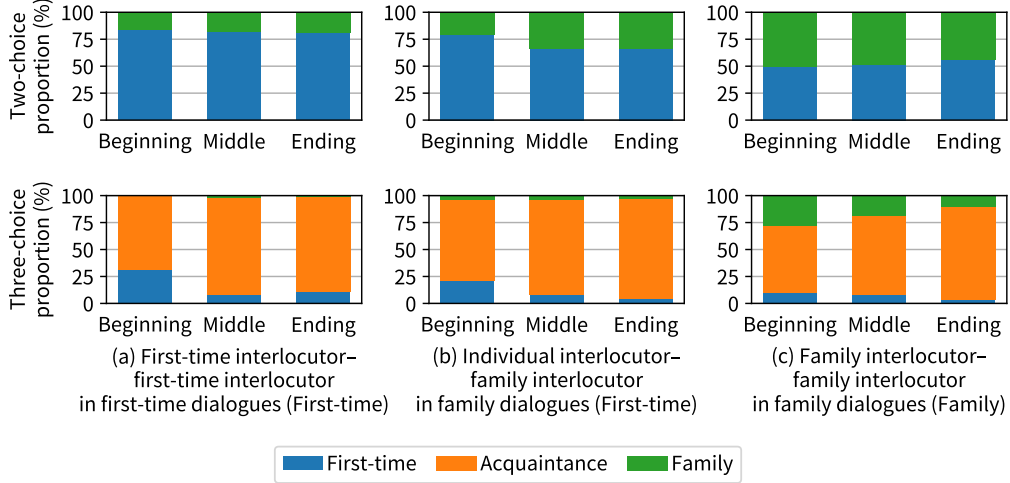 Two-choice
proportion (%)
100
75
50
25
0
Beginning Middle Ending
100
75
50
25
0
Beginning Middle Ending
100
75
50
25
0
Beginning Middle Ending
Three-choice
proportion (%)
100
75
50
25
0
Beginning Middle Ending
100
75
50
25
0
Beginning Middle Ending
100
75
50
25
0
Beginning Middle Ending
(a) First-time interlocutor–
first-time interlocutor
in first-time dialogues (First-time)
(b) Individual interlocutor–
family interlocutor
in family dialogues (First-time)
(c) Family interlocutor–
family interlocutor
in family dialogues (Family)
First-time Acquaintance Family